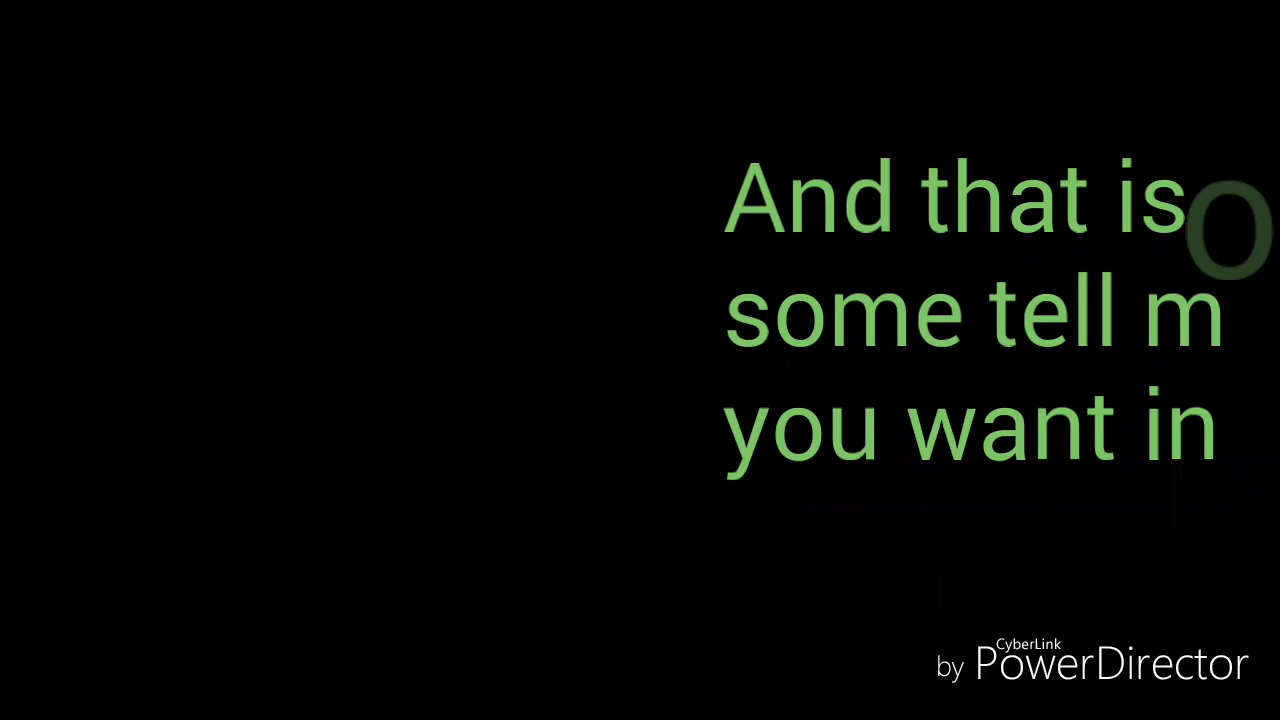 And that is o
some tell m
you want in
CyberLink
by PowerDirector